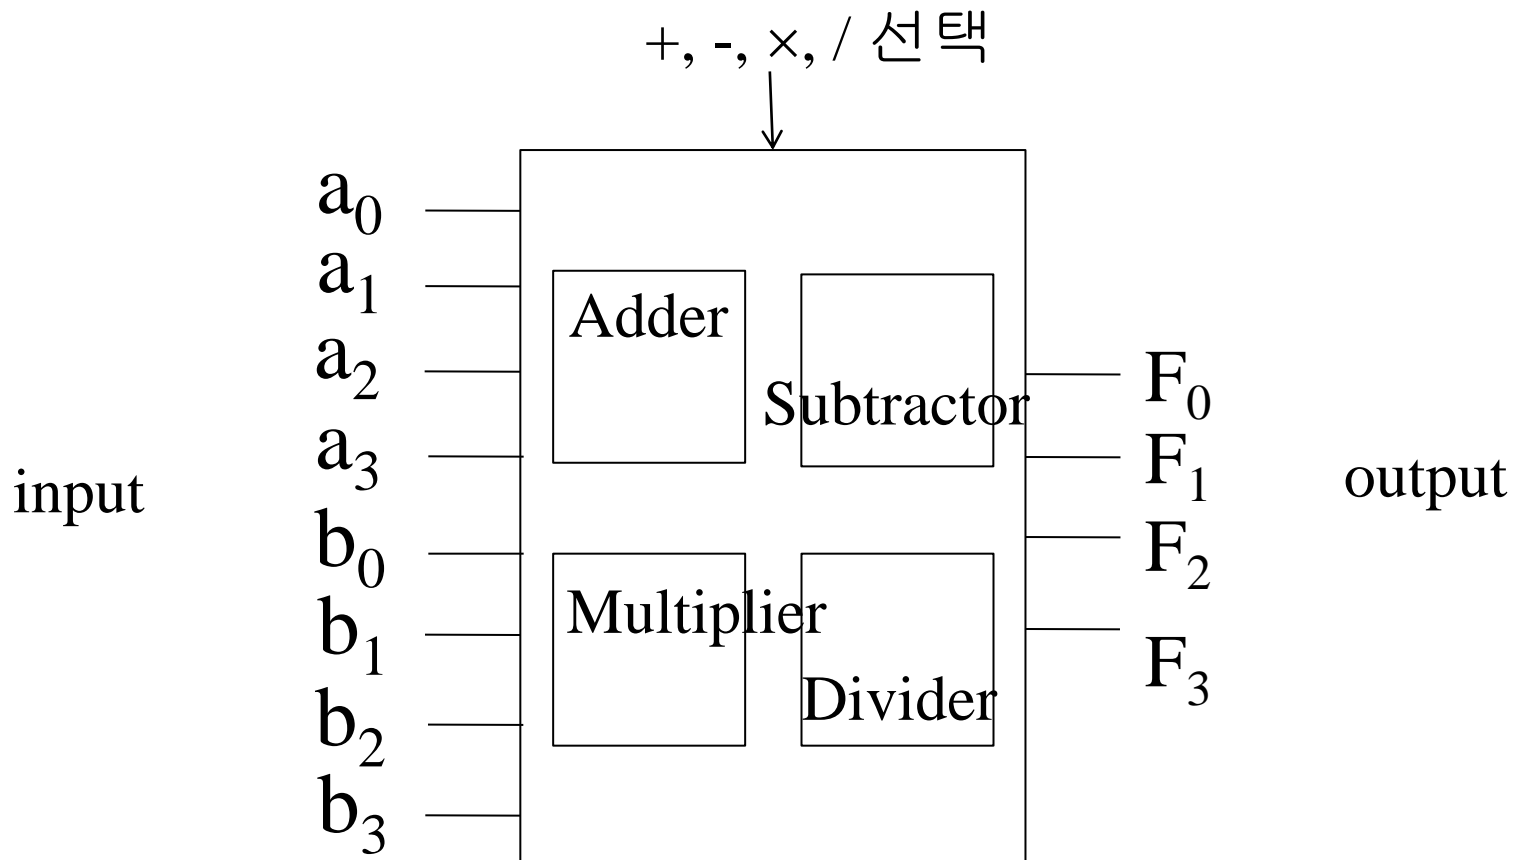 +, -, ×, / 선택
a₀
a₁
a₂
a₃
b₀
b₁
b₂
b₃
input
Adder
Subtractor
Multiplier
Divider
F₀
F₁
F₂
F₃
output